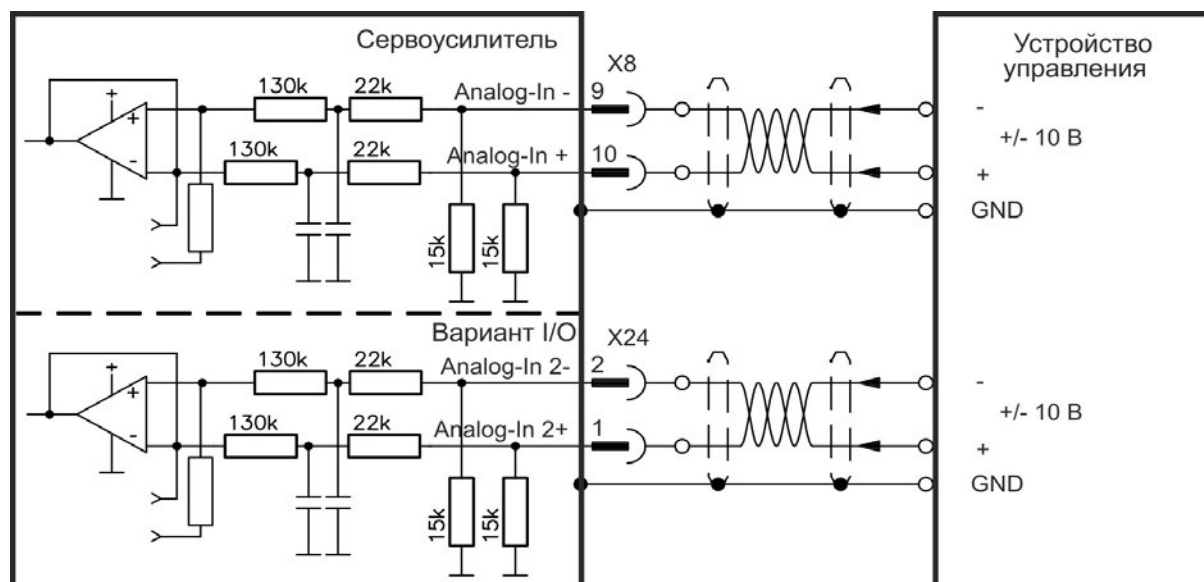 Сервоусилитель
X8
Устройство
управления
130k
22k
Analog-In -
9
-
+
+
-
130k
22k
Analog-In +
10
+/- 10 В
+
GND
15k
15k
Вариант I/O
X24
130k
22k
Analog-In 2-
2
-
+
+
-
130k
22k
Analog-In 2+
1
+/- 10 В
+
GND
15k
15k